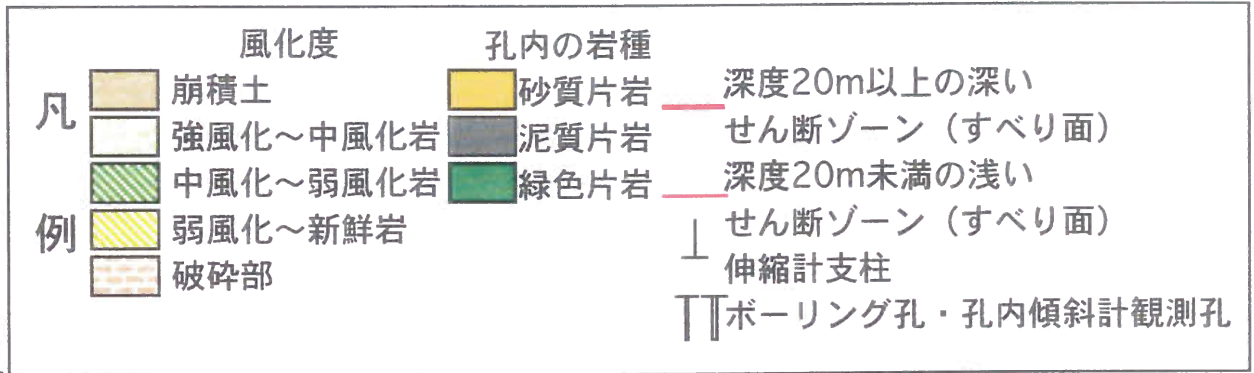 凡例
風化度
崩積土
強風化～中風化岩
中風化～弱風化岩
弱風化～新鮮岩
破砕部
孔内の岩種
砂質片岩
泥質片岩
緑色片岩
深度20m以上の深い
せん断ゾーン（すべり面）
深度20m未満の浅い
せん断ゾーン（すべり面）
伸縮計支柱
ボーリング孔・孔内傾斜計観測孔